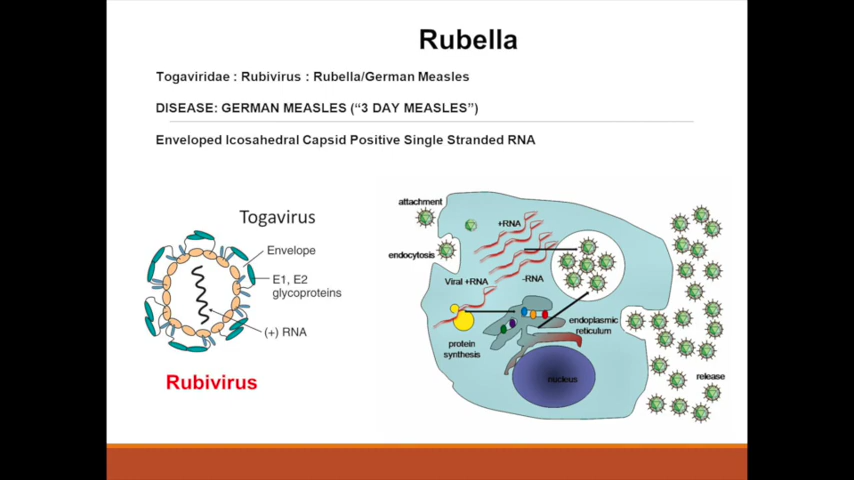 Rubella
Togaviridae : Rubivirus : Rubella/German Measles
DISEASE: GERMAN MEASLES (“3 DAY MEASLES”)
Enveloped Icosahedral Capsid Positive Single Stranded RNA
Togavirus
Envelope
E1, E2
glycoproteins
(+) RNA
Rubivirus
attachment
+RNA
endocytosis
Viral +RNA
-RNA
protein
synthesis
endoplasmic
reticulum
nucleus
release